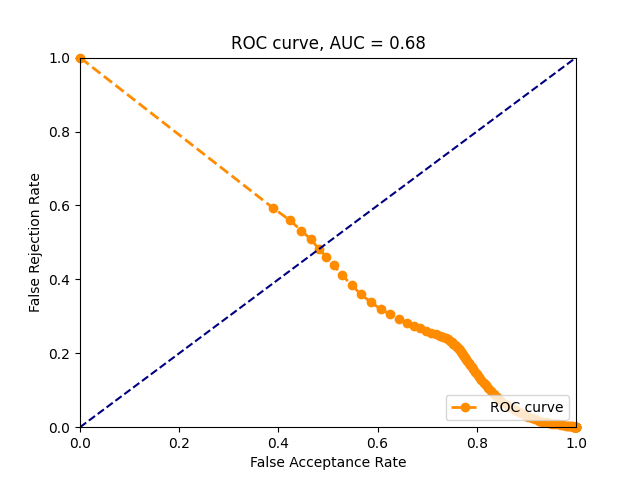 ROC curve, AUC = 0.68
1.0
0.8
0.6
0.4
0.2
0.0
False Rejection Rate
ROC curve
0.0 0.2 0.4 0.6 0.8 1.0
False Acceptance Rate